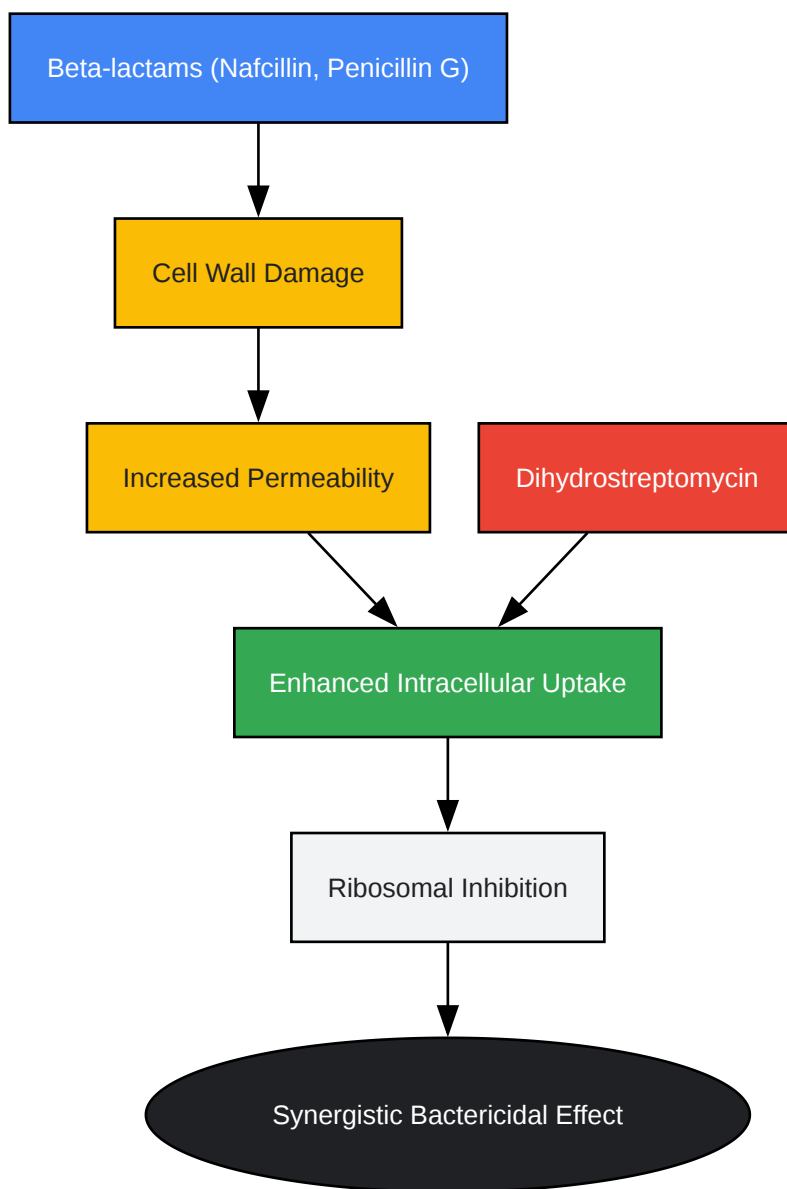 Beta-lactams (Nafcillin, Penicillin G)
Cell Wall Damage
Increased Permeability
Dihydrostreptomycin
Enhanced Intracellular Uptake
Ribosomal Inhibition
Synergistic Bactericidal Effect